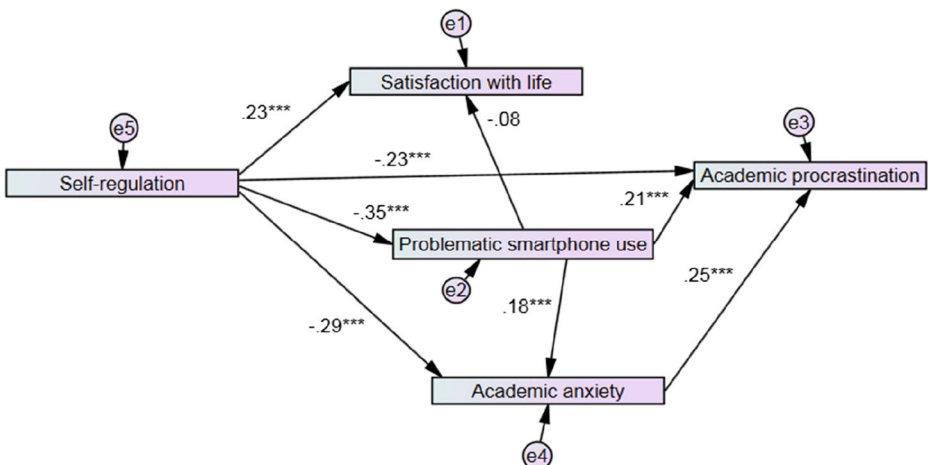 e1
Satisfaction with life
.23***
-.08
e5
e3
-.23***
Self-regulation
Academic procrastination
-.35***
.21***
Problematic smartphone use
e2
.18***
.25***
-.29***
Academic anxiety
e4